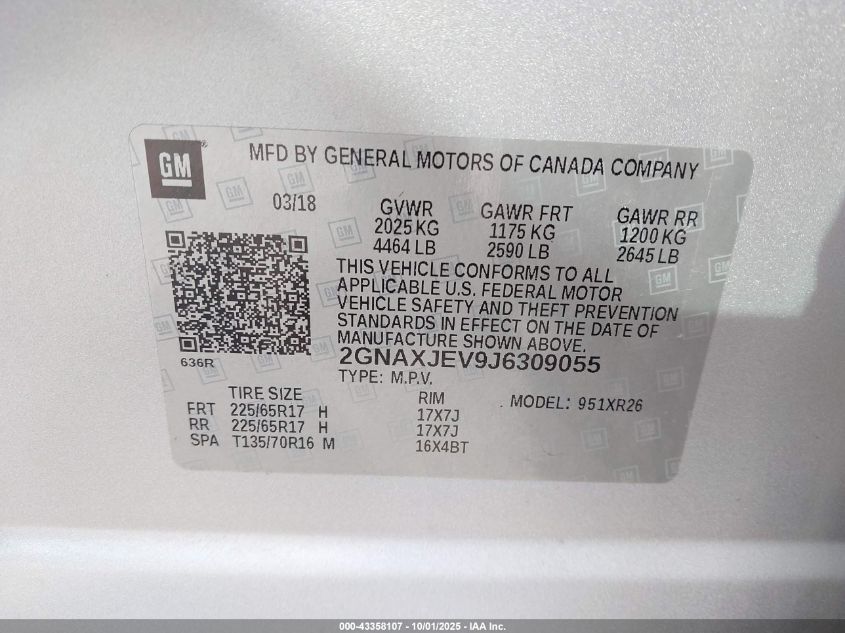 GM
MFD BY GENERAL MOTORS OF CANADA COMPANY
03/18
GVWR GAWR FRT GAWR RR
2025 KG 1175 KG 1200 KG
4464 LB 2590 LB 2645 LB
THIS VEHICLE CONFORMS TO ALL
APPLICABLE U.S. FEDERAL MOTOR
VEHICLE SAFETY AND THEFT PREVENTION
STANDARDS IN EFFECT ON THE DATE OF
MANUFACTURE SHOWN ABOVE.
636R
2GNAXJEV9J6309055
TYPE: M.P.V.
TIRE SIZE RIM MODEL: 951XR26
FRT 225/65R17 H 17X7J
RR 225/65R17 H 17X7J
SPA T135/70R16 M 16X4BT
000-43358107 - 10/01/2025 - IAA Inc.